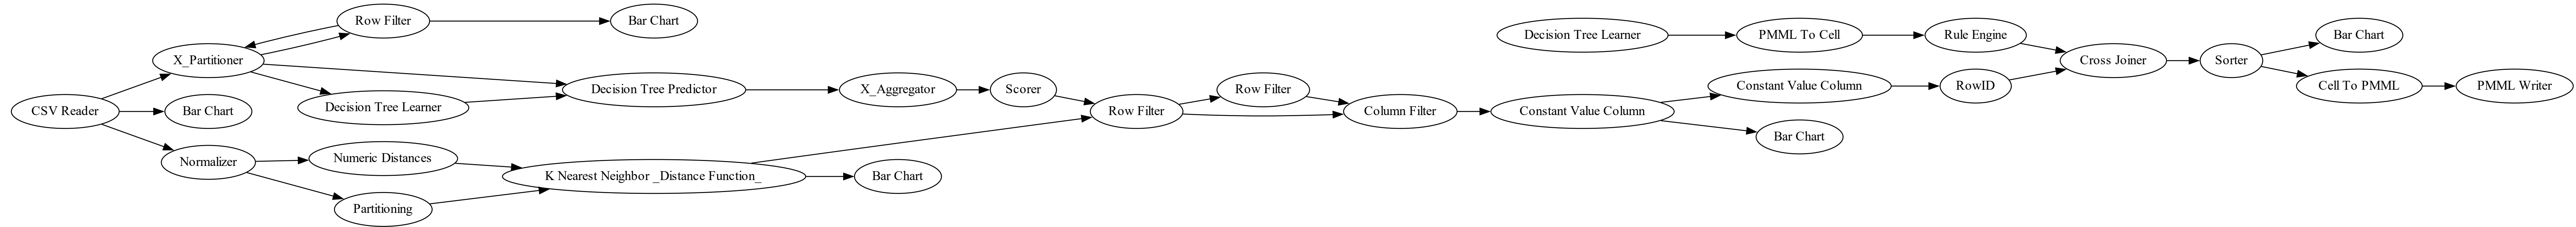 Row Filter
Bar Chart
X_Partitioner
CSV Reader
Bar Chart
Decision Tree Learner
Decision Tree Predictor
X_Aggregator
Scorer
Normalizer
Numeric Distances
Partitioning
K Nearest Neighbor _Distance Function_
Bar Chart
Row Filter
Row Filter
Column Filter
Constant Value Column
Decision Tree Learner
PMML To Cell
Rule Engine
Constant Value Column
RowID
Bar Chart
Cross Joiner
Sorter
Bar Chart
Cell To PMML
PMML Writer